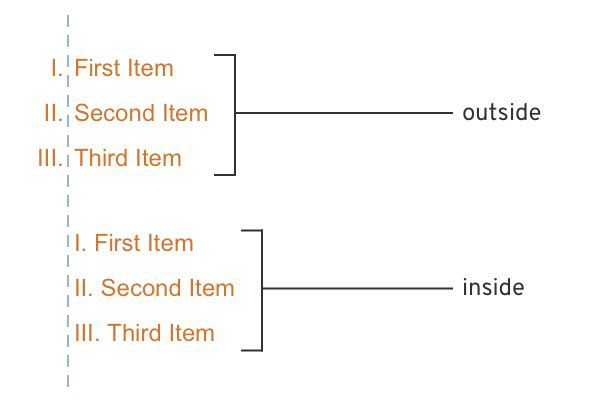 I. First Item
II. Second Item
III. Third Item
outside
I. First Item
II. Second Item
III. Third Item
inside